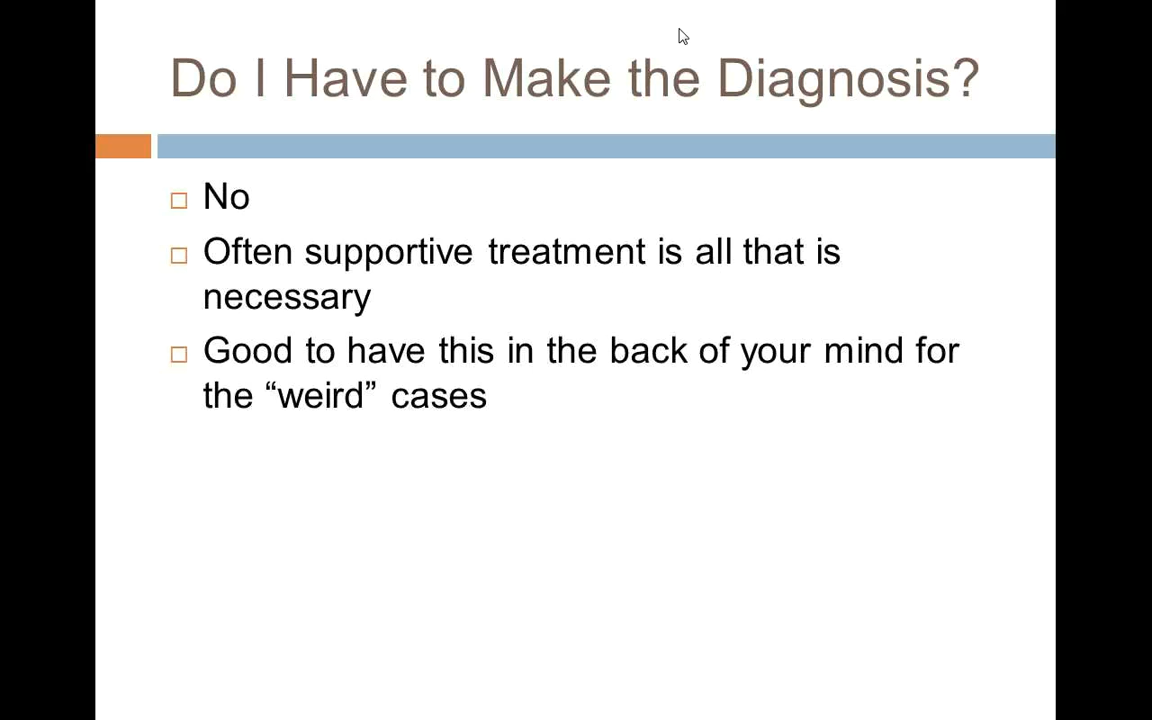 Do I Have to Make the Diagnosis?
No
Often supportive treatment is all that is
necessary
Good to have this in the back of your mind for
the “weird” cases